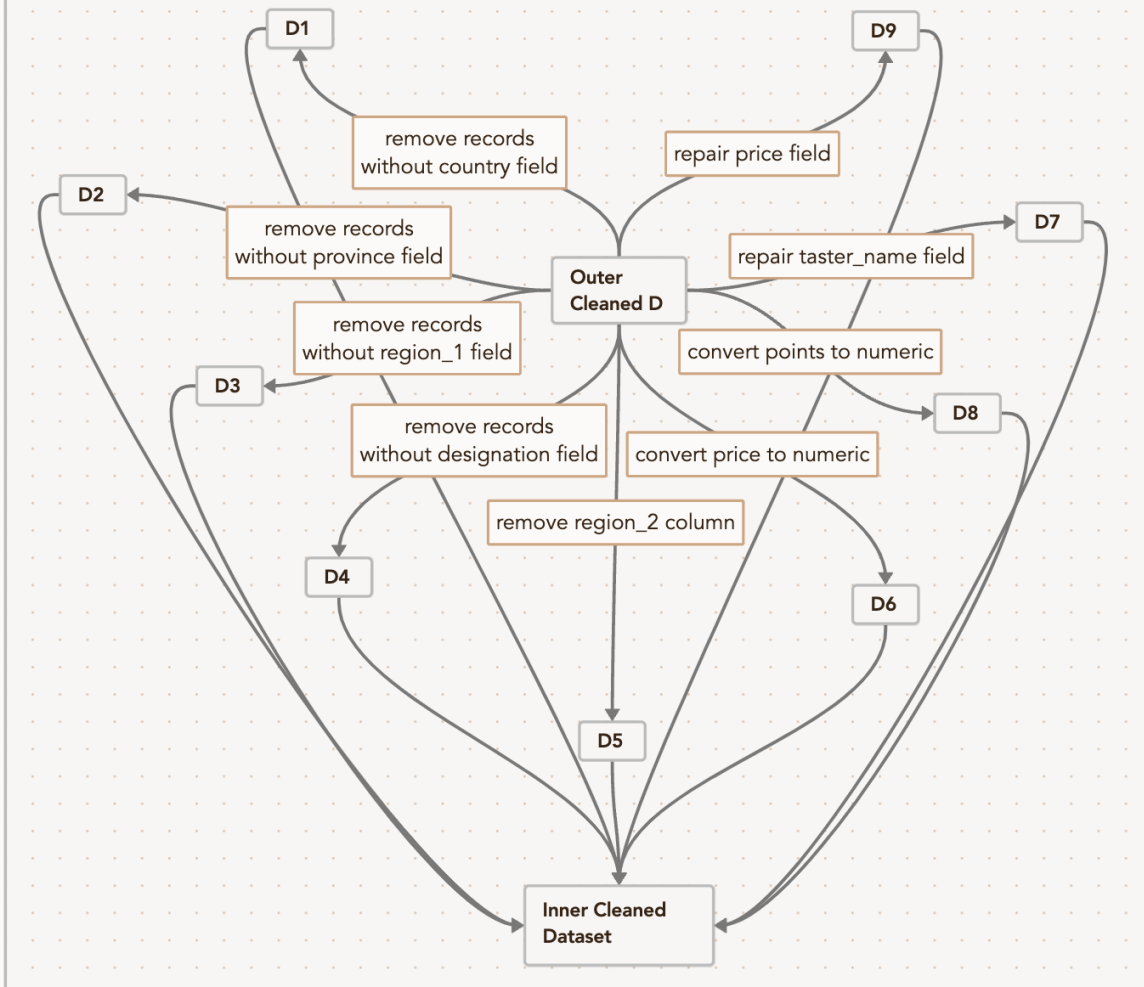 D1
D9
remove records
without country field
repair price field
D2
remove records
without province field
D7
repair taster_name field
Outer
Cleaned D
remove records
without region_1 field
convert points to numeric
D3
D8
remove records
without designation field
convert price to numeric
remove region_2 column
D4
D6
D5
Inner Cleaned
Dataset